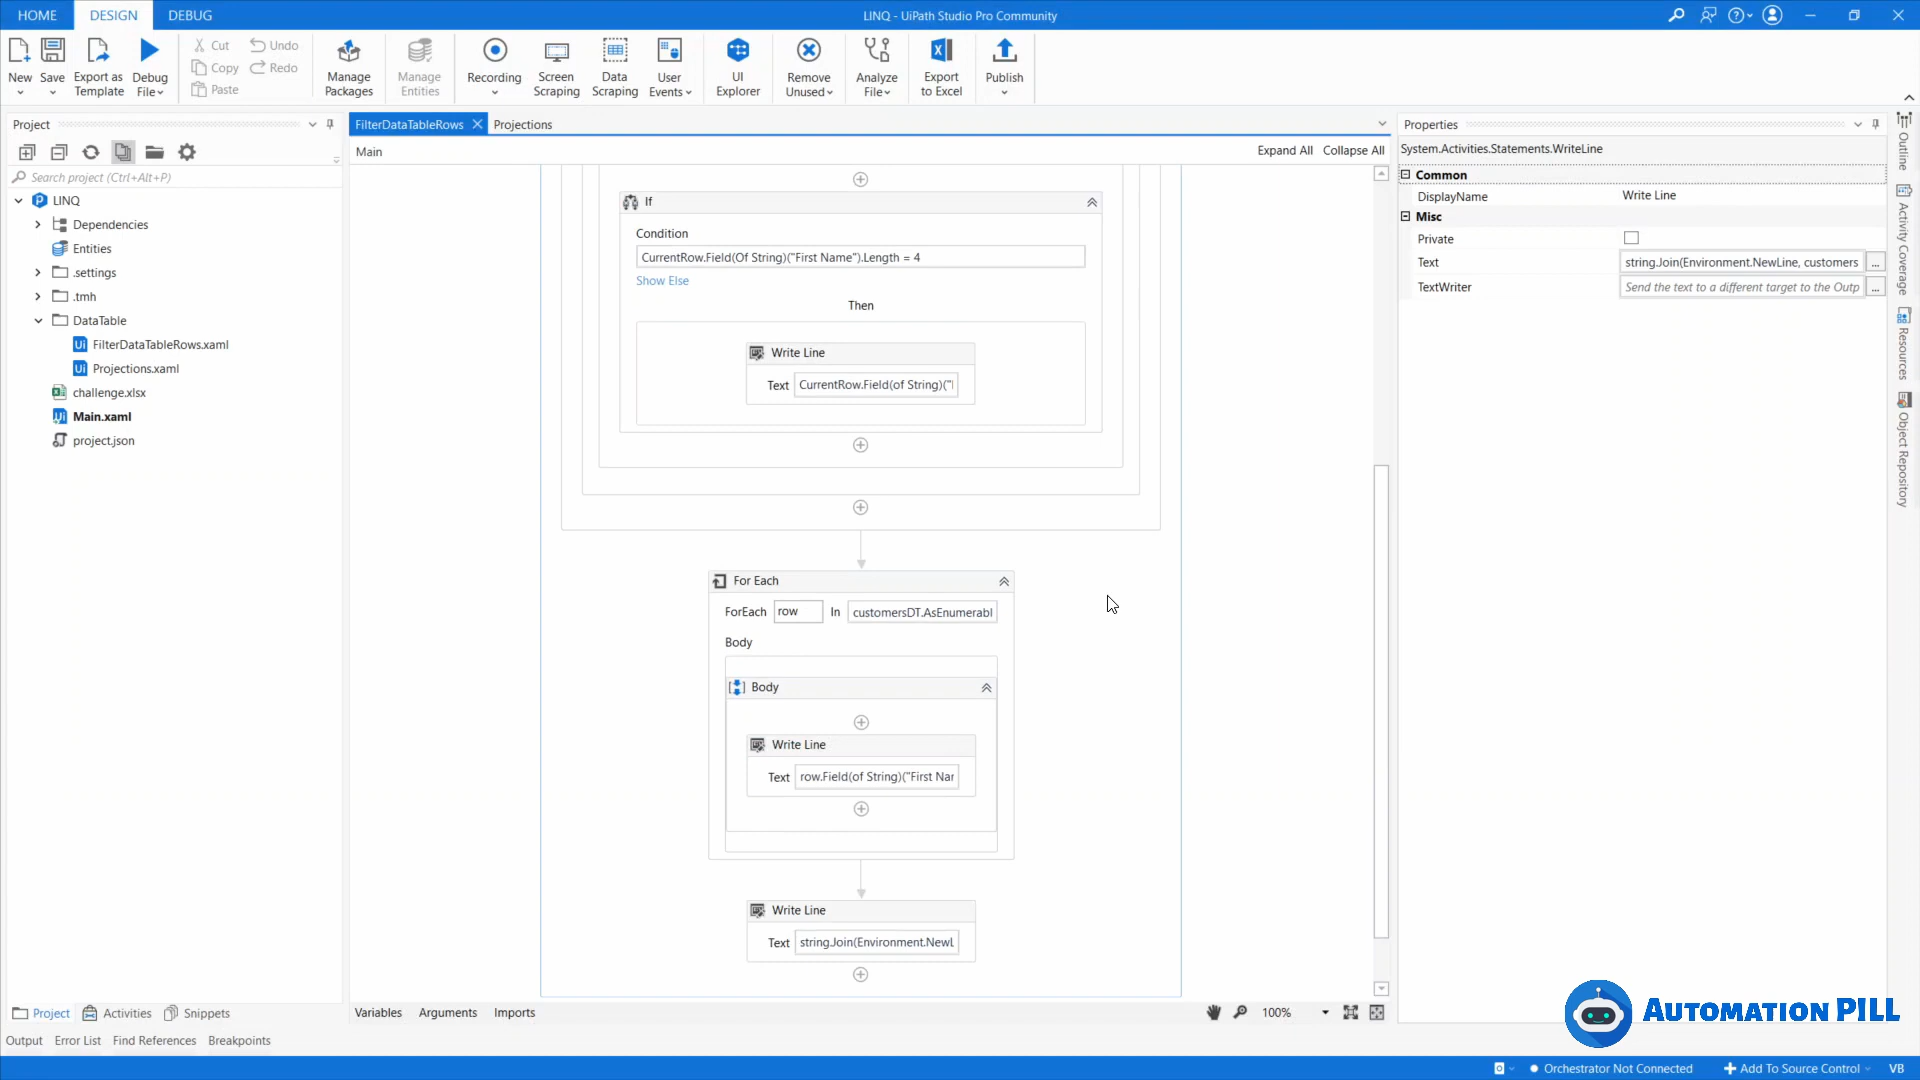 HOME DESIGN DEBUG
LINQ - UiPath Studio Pro Community
New Save Export as Template Debug File
Cut Copy Paste Undo Redo
Manage Packages
Manage Entities
Recording
Screen Scraping
Data Scraping
User Events
UI Explorer
Remove Unused
Analyze File
Export to Excel
Publish
Project
Search project (Ctrl+Alt+P)
LINQ
Dependencies
Entities
.settings
.tmh
DataTable
FilterDataTableRows.xaml
Projections.xaml
challenge.xlsx
Main.xaml
project.json
Project Activities Snippets
FilterDataTableRows Projections
Main
Expand All Collapse All
If
Condition
CurrentRow.Field(Of String)("First Name").Length = 4
Show Else
Then
Write Line
Text CurrentRow.Field(of String)("
For Each
ForEach row In customersDT.AsEnumerabl
Body
Body
Write Line
Text row.Field(of String)("First Nar
Write Line
Text string.Join(Environment.NewL
Variables Arguments Imports
100%
Properties
System.Activities.Statements.WriteLine
Common
DisplayName Write Line
Misc
Private
Text string.Join(Environment.NewLine, customers ...
TextWriter Send the text to a different target to the Outp ...
Outline
Activity Coverage
Resources
Object Repository
AUTOMATION PILL
Output Error List Find References Breakpoints
Orchestrator Not Connected
Add To Source Control
VB